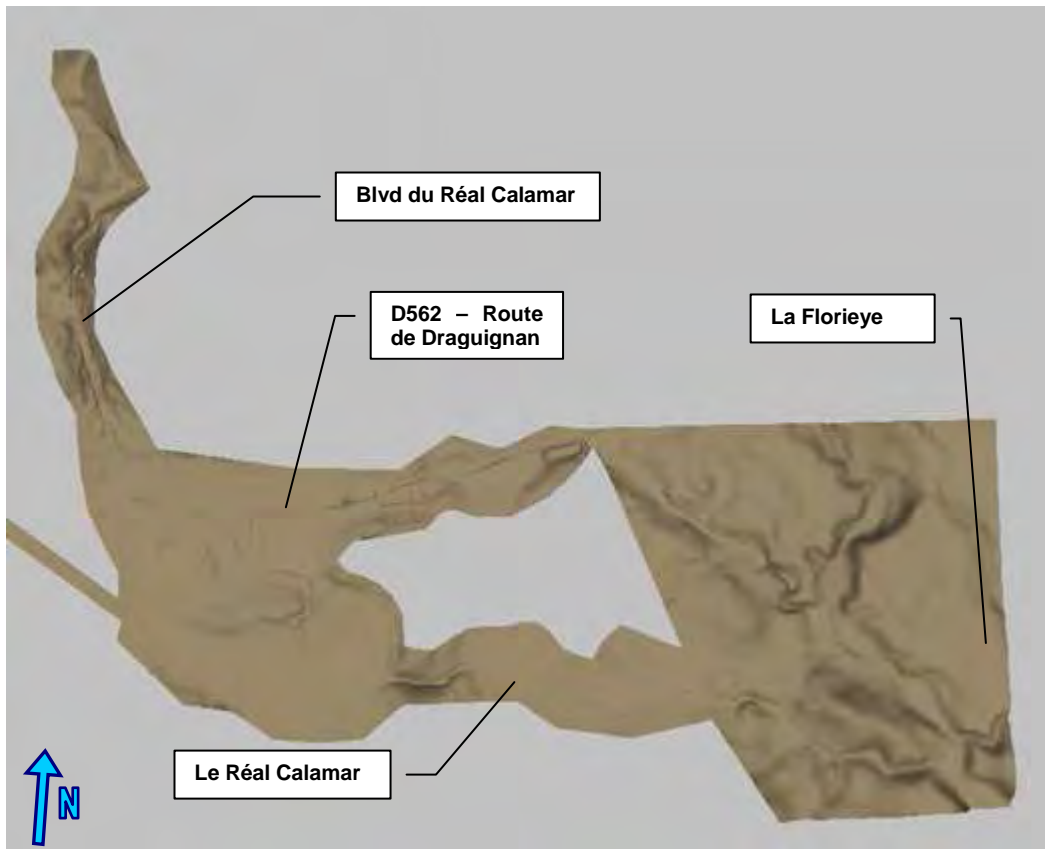 Blvd du Réal Calamar
D562 – Route
de Draguignan
La Florieye
Le Réal Calamar
N